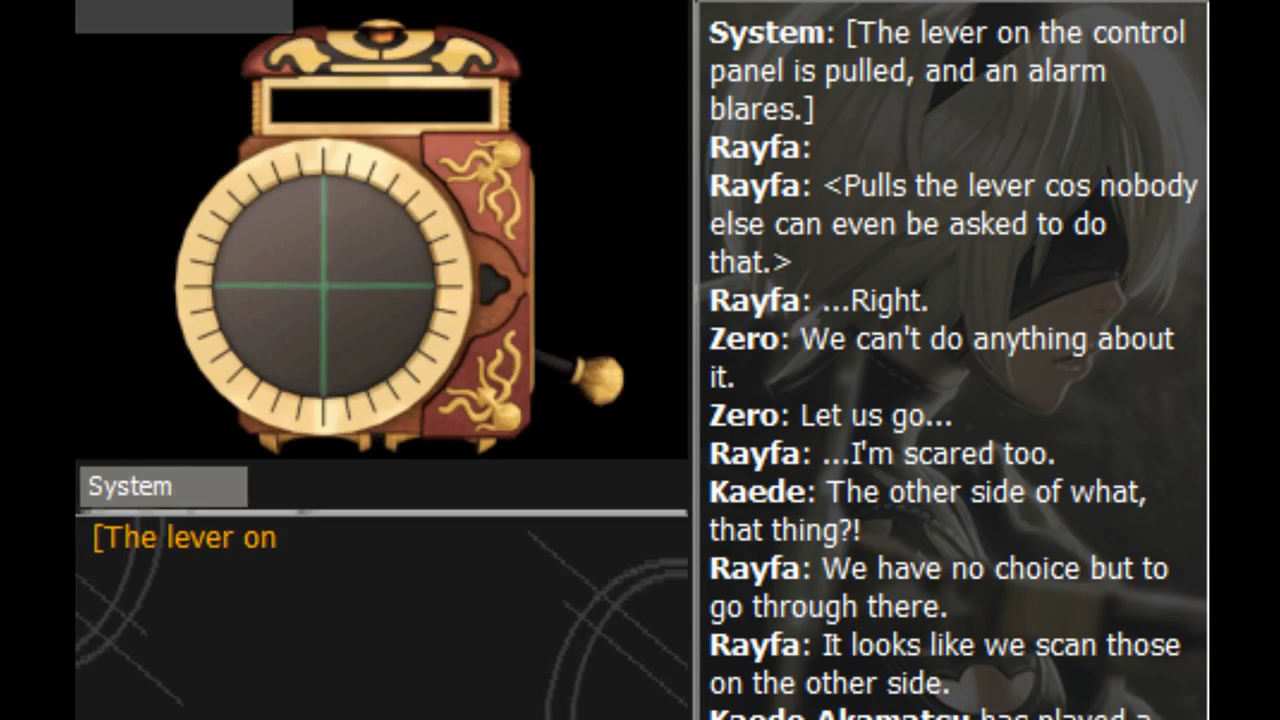 System
[The lever on
System: [The lever on the control
panel is pulled, and an alarm
blares.]
Rayfa:
Rayfa: <Pulls the lever cos nobody
else can even be asked to do
that.>
Rayfa: ...Right.
Zero: We can't do anything about
it.
Zero: Let us go...
Rayfa: ...I'm scared too.
Kaede: The other side of what,
that thing?!
Rayfa: We have no choice but to
go through there.
Rayfa: It looks like we scan those
on the other side.
Kaede Akamatsu has played a